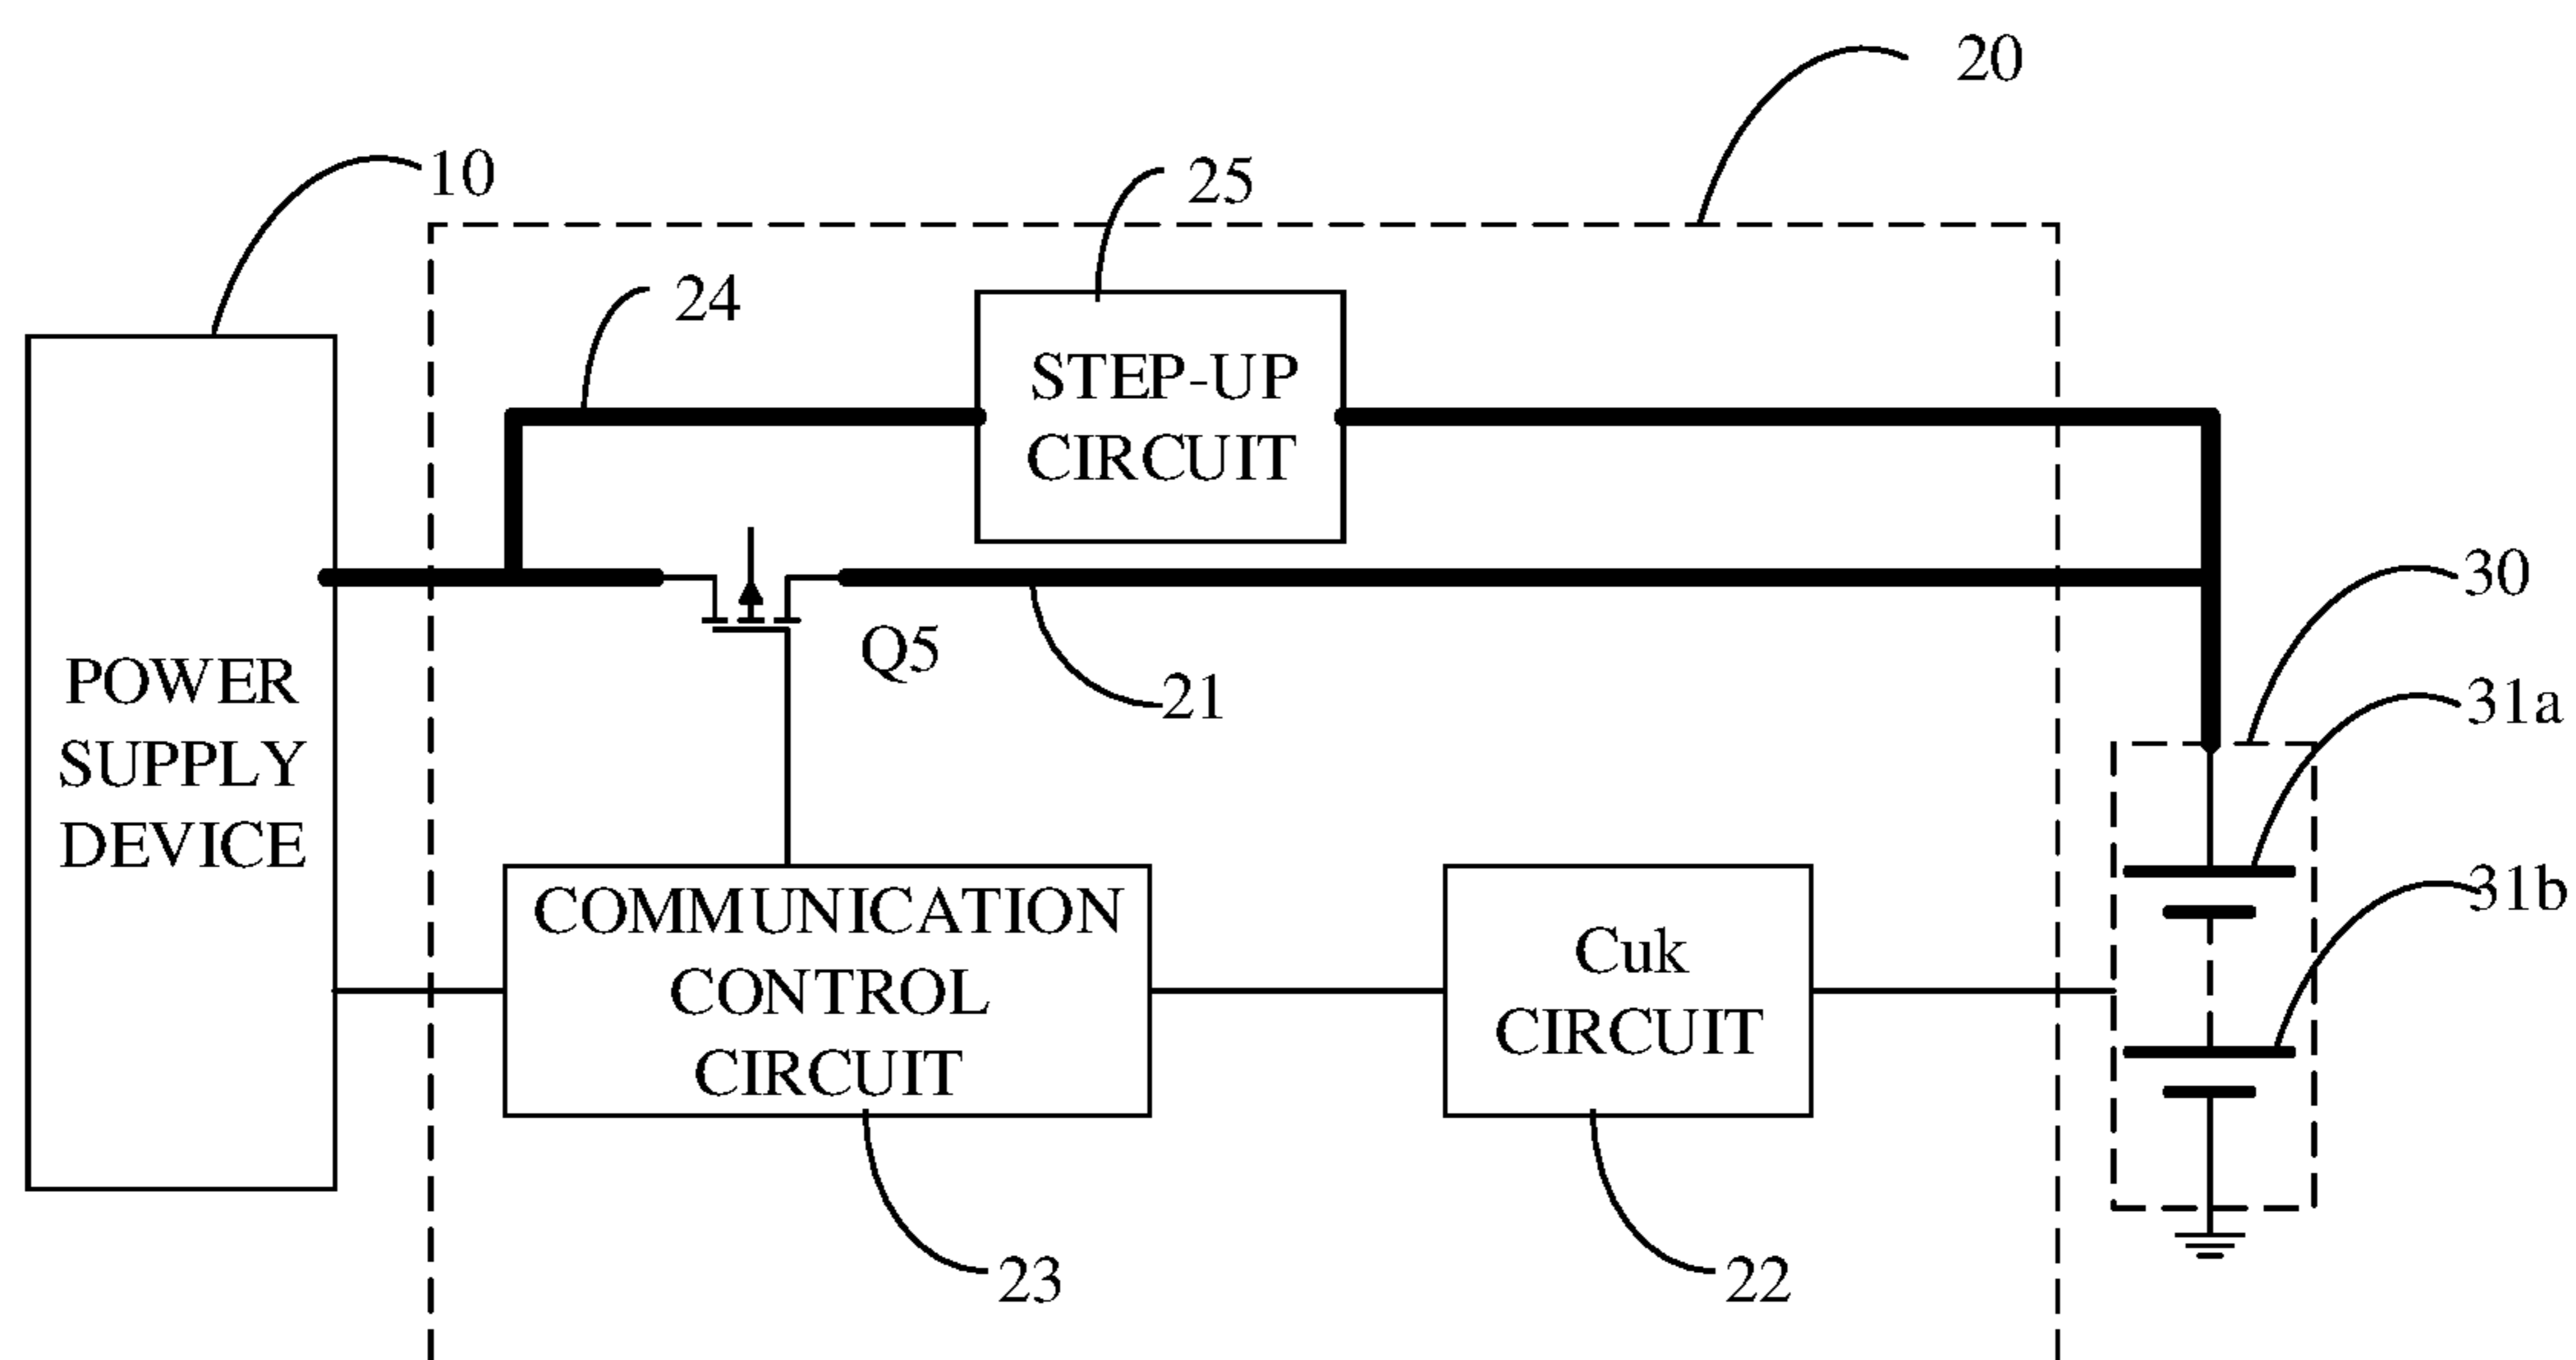 20
10
25
24
STEP-UP
CIRCUIT
30
Q5
21
31a
POWER
SUPPLY
DEVICE
31b
COMMUNICATION
CONTROL
CIRCUIT
Cuk
CIRCUIT
23
22